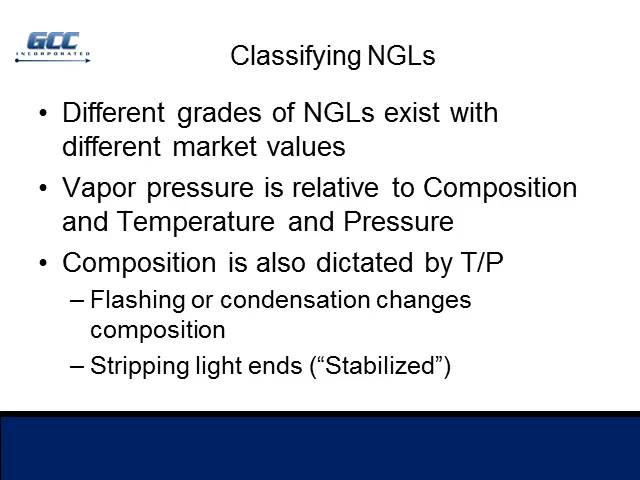 GCC
INCORPORATED
Classifying NGLs
• Different grades of NGLs exist with
different market values
• Vapor pressure is relative to Composition
and Temperature and Pressure
• Composition is also dictated by T/P
– Flashing or condensation changes
composition
– Stripping light ends (“Stabilized”)